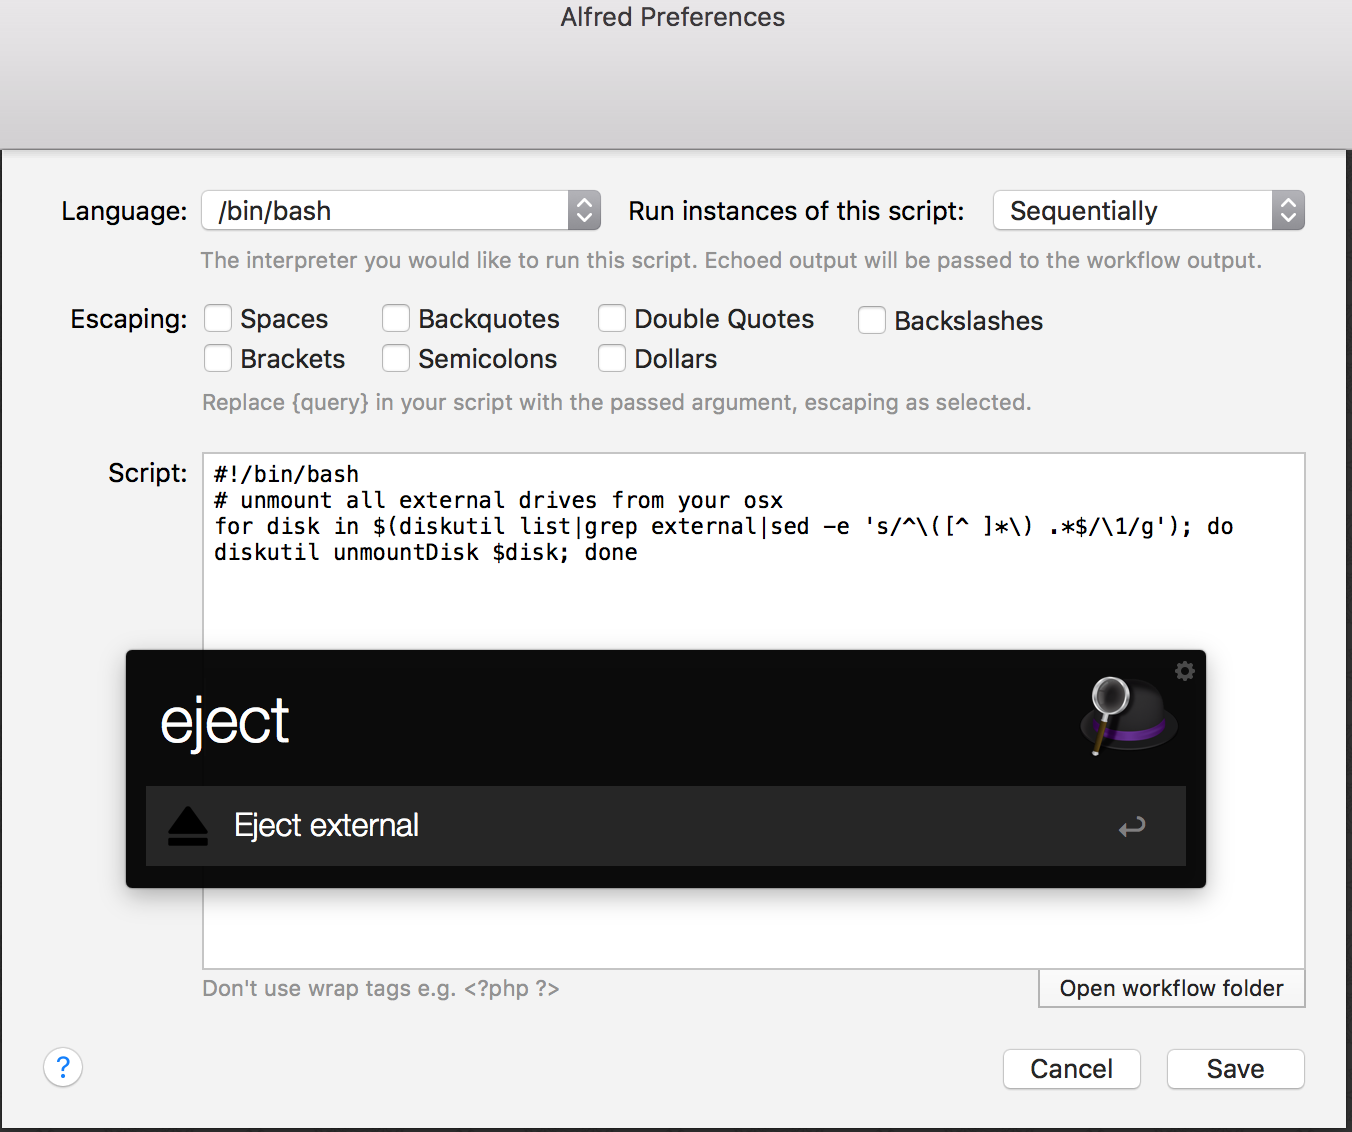 Alfred Preferences
Language: /bin/bash Run instances of this script: Sequentially
The interpreter you would like to run this script. Echoed output will be passed to the workflow output.
Escaping: Spaces Backquotes Double Quotes Backslashes
Brackets Semicolons Dollars
Replace {query} in your script with the passed argument, escaping as selected.
Script: #!/bin/bash
# unmount all external drives from your osx
for disk in $(diskutil list|grep external|sed -e 's/^\([^ ]*\) .*$/\1/g'); do
diskutil unmountDisk $disk; done
eject
Eject external
Don't use wrap tags e.g. <?php ?>
Open workflow folder
? Cancel Save